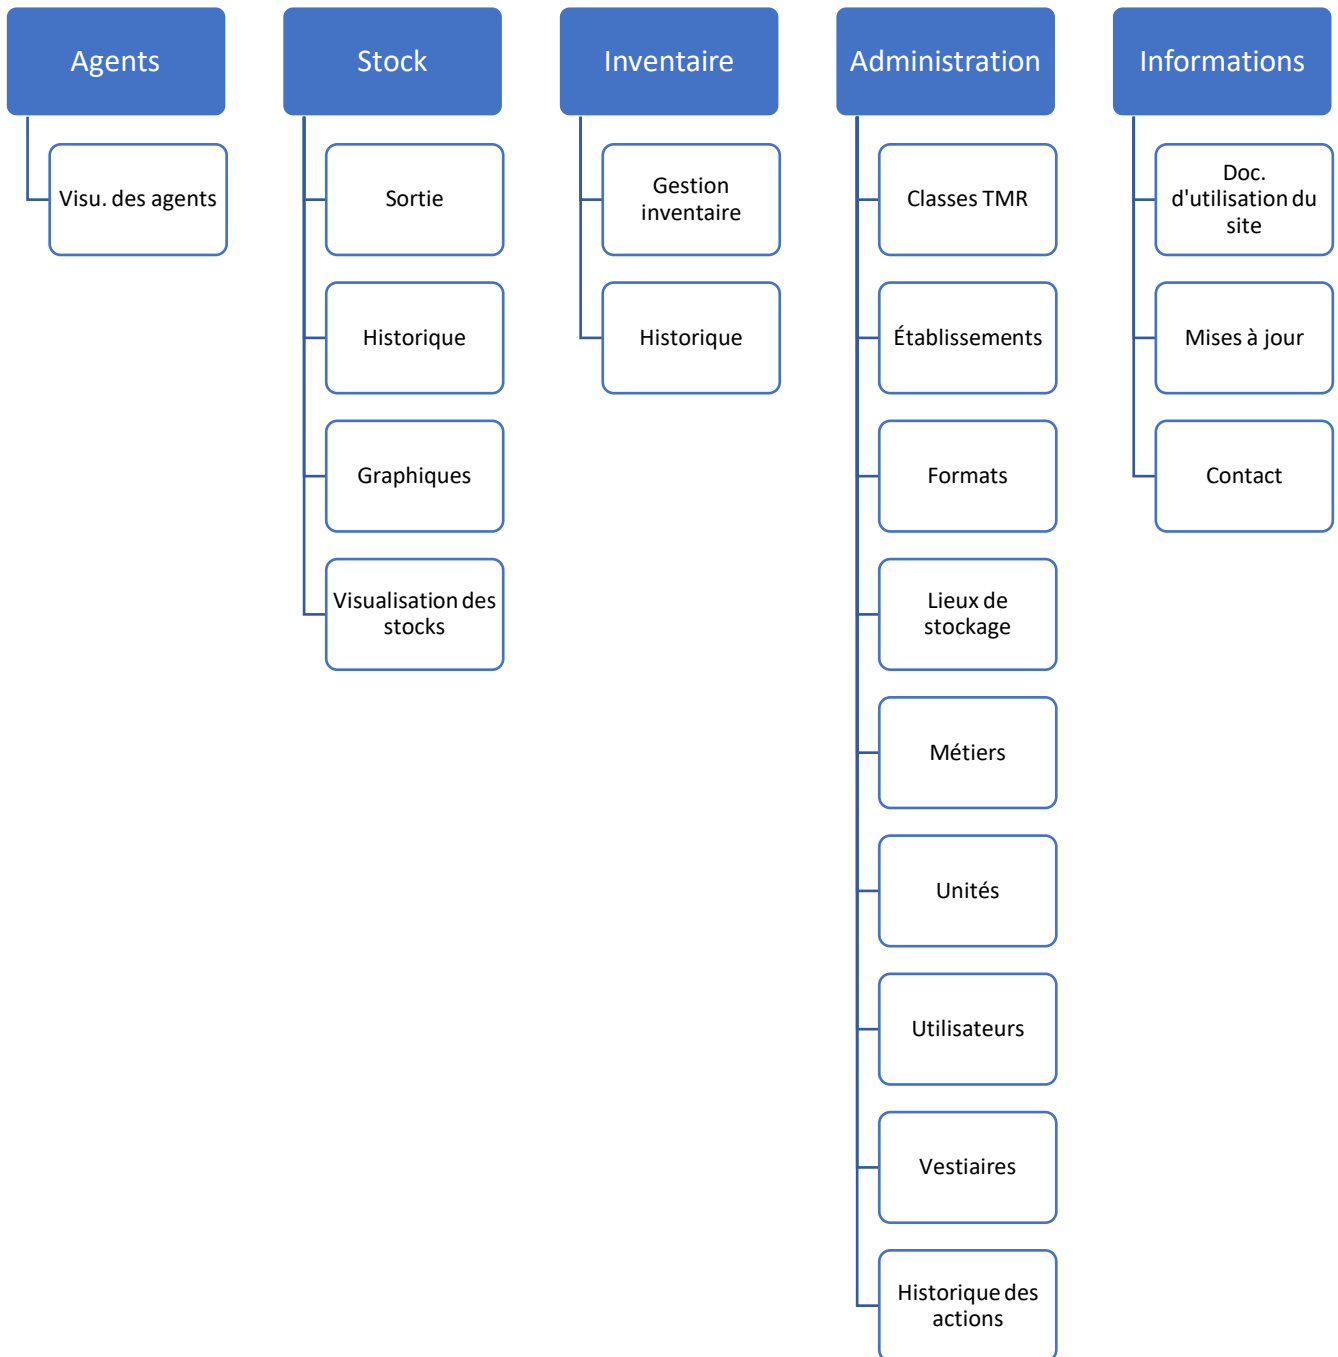 Agents
Visu. des agents
Stock
Sortie
Historique
Graphiques
Visualisation des
stocks
Inventaire
Gestion
inventaire
Historique
Administration
Classes TMR
Établissements
Formats
Lieux de
stockage
Métiers
Unités
Utilisateurs
Vestiaires
Historique des
actions
Informations
Doc.
d'utilisation du
site
Mises à jour
Contact